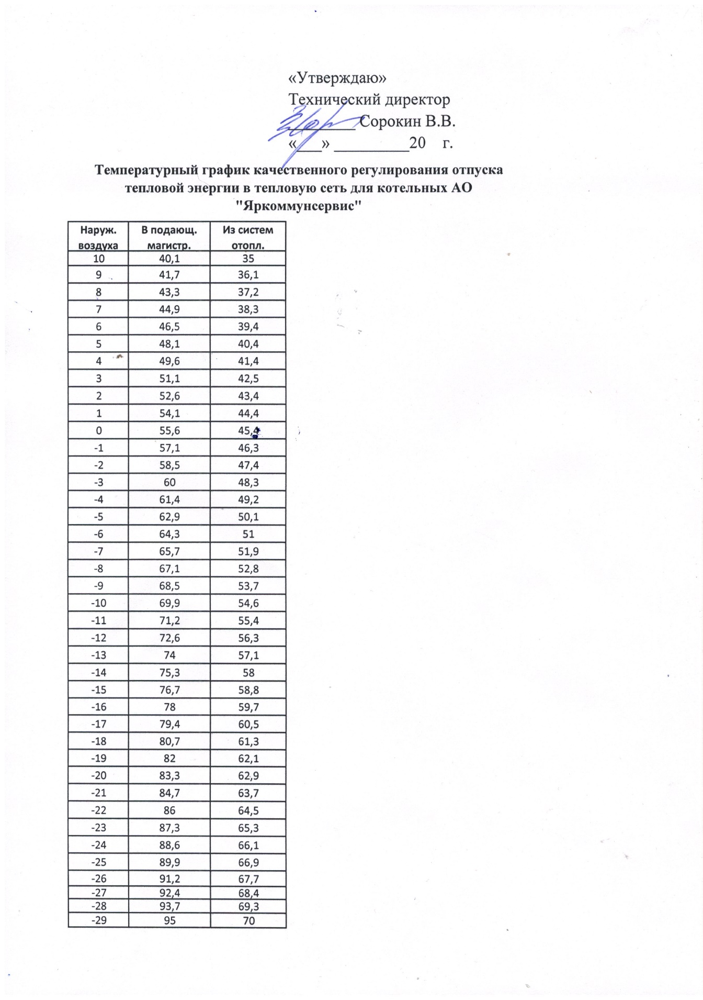 «Утверждаю»
Технический директор
________ Сорокин В.В.
«___» _________20 г.
Температурный график качественного регулирования отпуска
тепловой энергии в тепловую сеть для котельных АО
"Яркоммунсервис"
Наруж. В подающ. Из систем
воздуха магистр. отопл.
10 40,1 35
9 41,7 36,1
8 43,3 37,2
7 44,9 38,3
6 46,5 39,4
5 48,1 40,4
4 49,6 41,4
3 51,1 42,5
2 52,6 43,4
1 54,1 44,4
0 55,6 45,4
-1 57,1 46,3
-2 58,5 47,4
-3 60 48,3
-4 61,4 49,2
-5 62,9 50,1
-6 64,3 51
-7 65,7 51,9
-8 67,1 52,8
-9 68,5 53,7
-10 69,9 54,6
-11 71,2 55,4
-12 72,6 56,3
-13 74 57,1
-14 75,3 58
-15 76,7 58,8
-16 78 59,7
-17 79,4 60,5
-18 80,7 61,3
-19 82 62,1
-20 83,3 62,9
-21 84,7 63,7
-22 86 64,5
-23 87,3 65,3
-24 88,6 66,1
-25 89,9 66,9
-26 91,2 67,7
-27 92,4 68,4
-28 93,7 69,3
-29 95 70